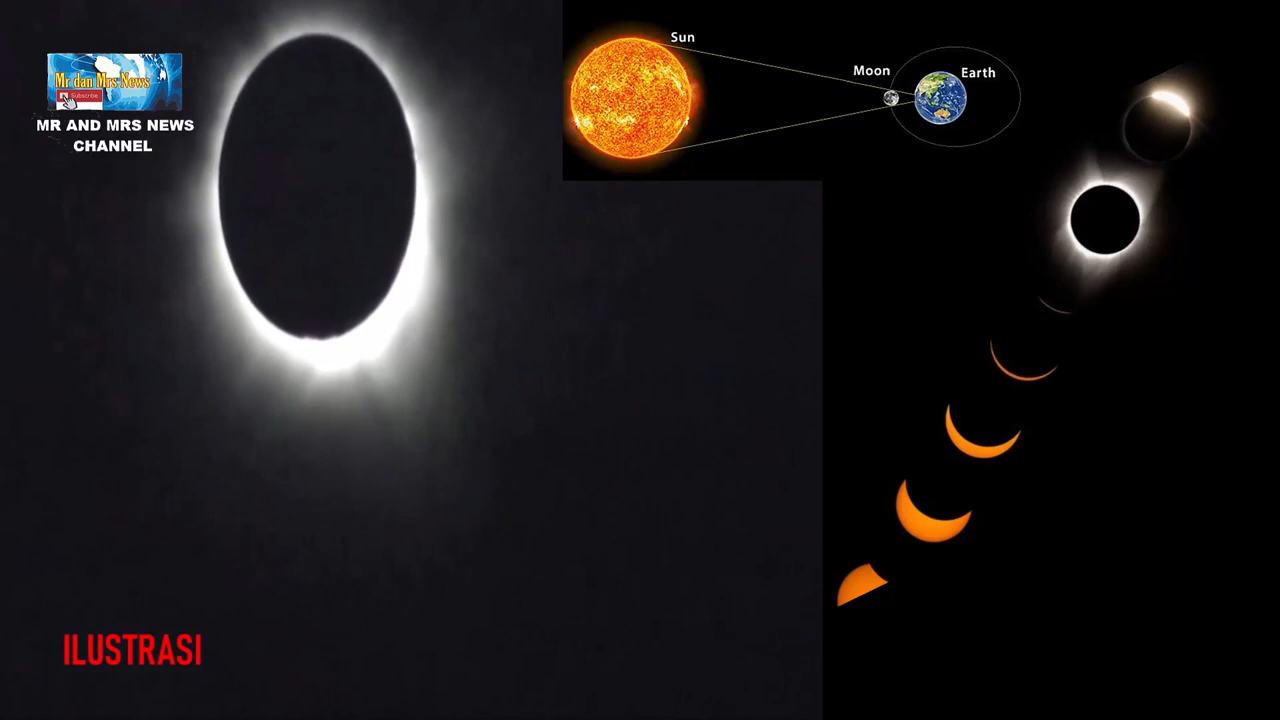 Mr dan Mrs News
Subscribe
MR AND MRS NEWS
CHANNEL
Sun
Moon
Earth
ILUSTRASI